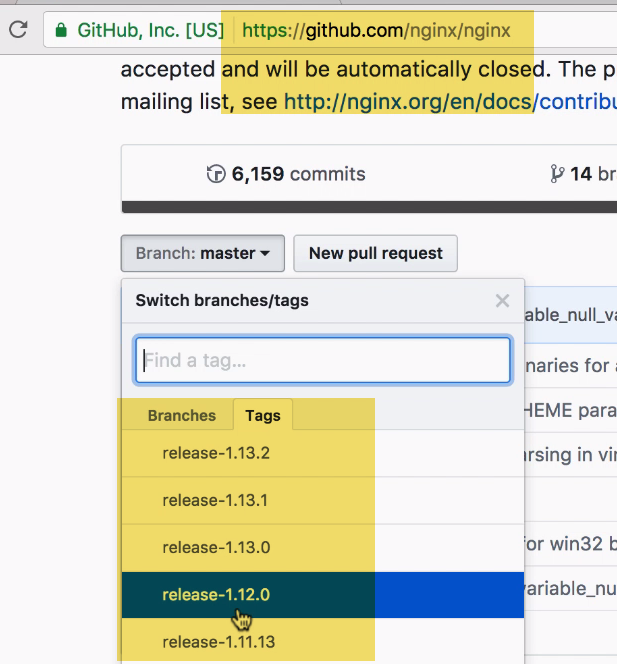 GitHub, Inc. [US] https://github.com/nginx/nginx
accepted and will be automatically closed. The
mailing list, see http://nginx.org/en/docs/contribu
6,159 commits 14 br
Branch: master New pull request
Switch branches/tags
able_null_va
Find a tag...
naries for
HEME para
Branches Tags
release-1.13.2
arsing in vir
release-1.13.1
release-1.13.0
for win32 b
release-1.12.0
variable_nu
release-1.11.13